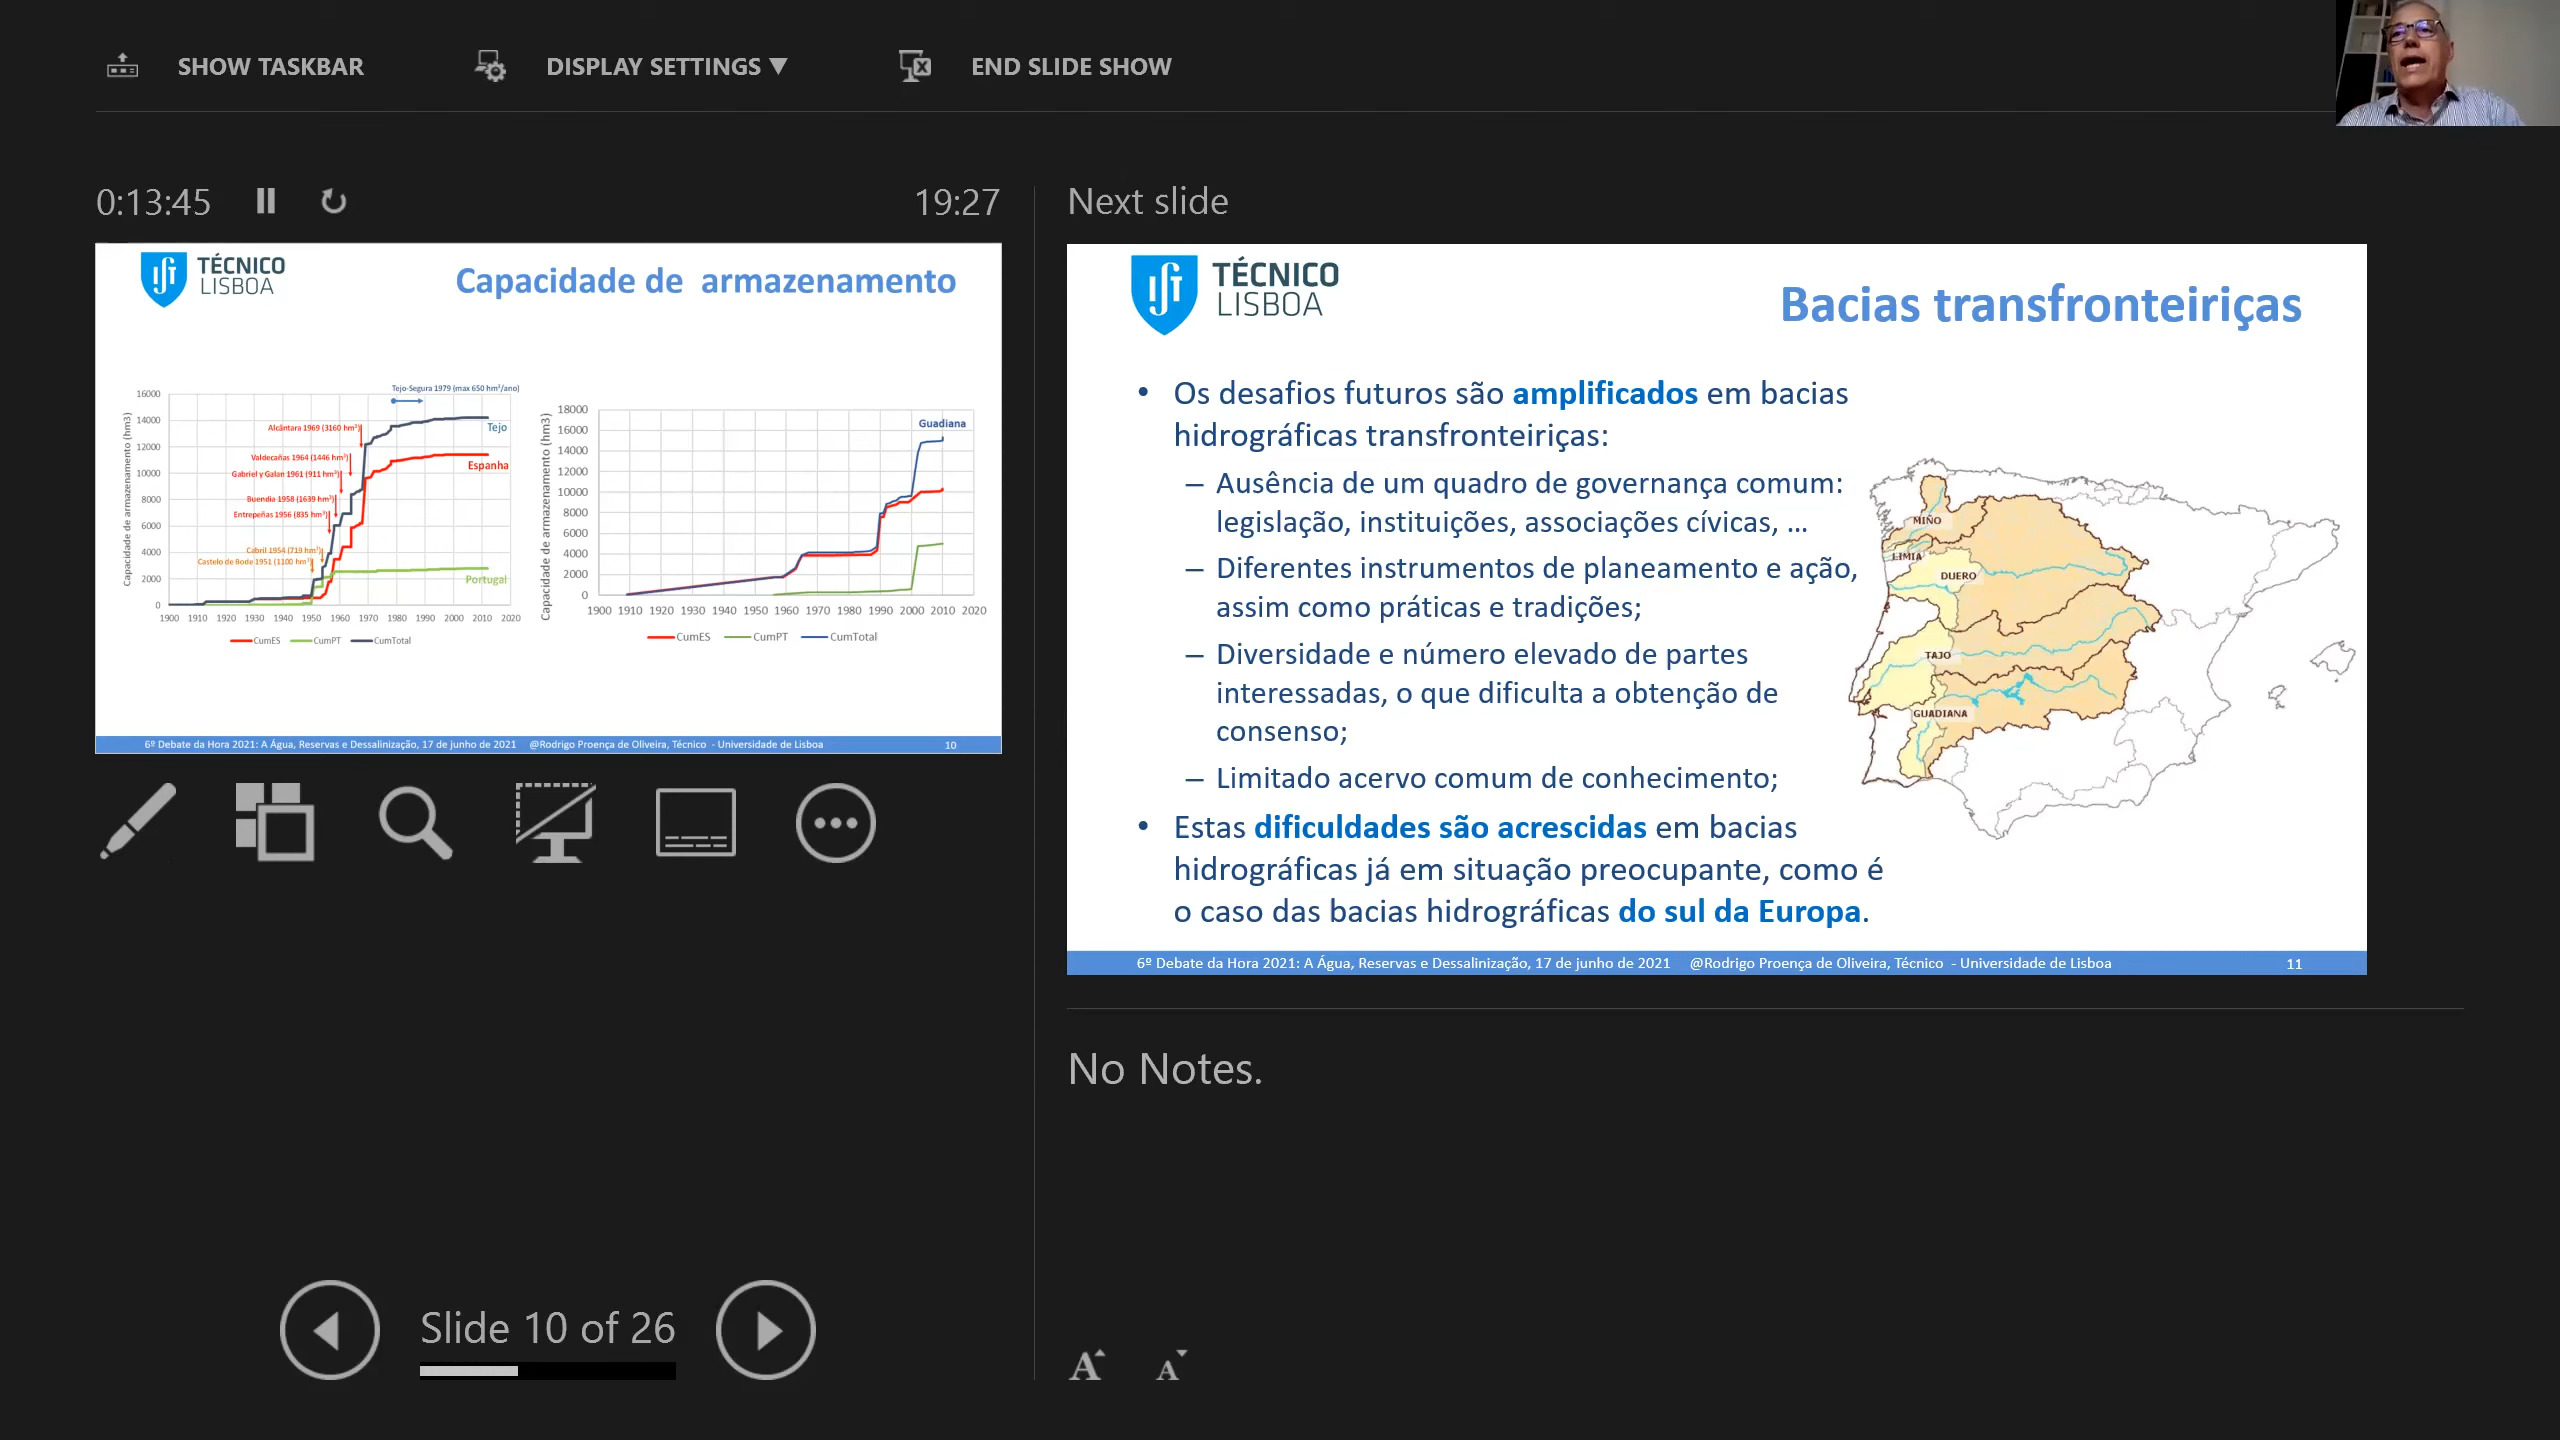 SHOW TASKBAR
DISPLAY SETTINGS ▼
END SLIDE SHOW
0:13:45
19:27
TÉCNICO
LISBOA
Capacidade de armazenamento
Capacidade de armazenamento (hm3)
16000
14000
12000
10000
8000
6000
4000
2000
0
Tejo-Segura 1979 (max 650 hm³/ano)
Alcântara 1969 (3160 hm³)
Valdecañas 1964 (1446 hm³)
Gabriel y Galan 1961 (911 hm³)
Buendia 1958 (1639 hm³)
Entrepeñas 1956 (835 hm³)
Cabril 1954 (719 hm³)
Castelo de Bode 1951 (1100 hm³)
Tejo
Espanha
Portugal
1900 1910 1920 1930 1940 1950 1960 1970 1980 1990 2000 2010 2020
CumES CumPT CumTotal
Capacidade de armazenamento (hm3)
18000
16000
14000
12000
10000
8000
6000
4000
2000
0
Guadiana
1900 1910 1920 1930 1940 1950 1960 1970 1980 1990 2000 2010 2020
CumES CumPT CumTotal
6º Debate da Hora 2021: A Água, Reservas e Dessalinização, 17 de junho de 2021 @Rodrigo Proença de Oliveira, Técnico - Universidade de Lisboa 10
Slide 10 of 26
Next slide
TÉCNICO
LISBOA
Bacias transfronteiriças
• Os desafios futuros são amplificados em bacias
hidrográficas transfronteiriças:
– Ausência de um quadro de governança comum:
legislação, instituições, associações cívicas, ...
– Diferentes instrumentos de planeamento e ação,
assim como práticas e tradições;
– Diversidade e número elevado de partes
interessadas, o que dificulta a obtenção de
consenso;
– Limitado acervo comum de conhecimento;
• Estas dificuldades são acrescidas em bacias
hidrográficas já em situação preocupante, como é
o caso das bacias hidrográficas do sul da Europa.
MIÑO
LIMIA
DUERO
TAJO
GUADIANA
6º Debate da Hora 2021: A Água, Reservas e Dessalinização, 17 de junho de 2021 @Rodrigo Proença de Oliveira, Técnico - Universidade de Lisboa 11
No Notes.
A A